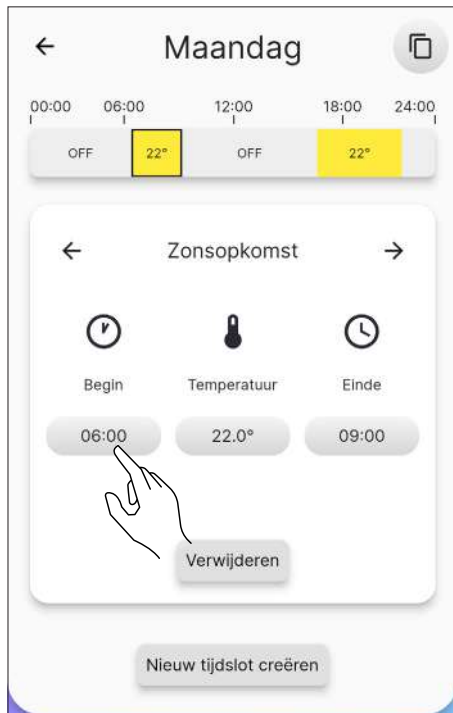 Maandag
00:00 06:00 12:00 18:00 24:00
OFF 22° OFF 22°
Zonsopkomst
Begin Temperatuur Einde
06:00 22.0° 09:00
Verwijderen
Nieuw tijdslot creëren